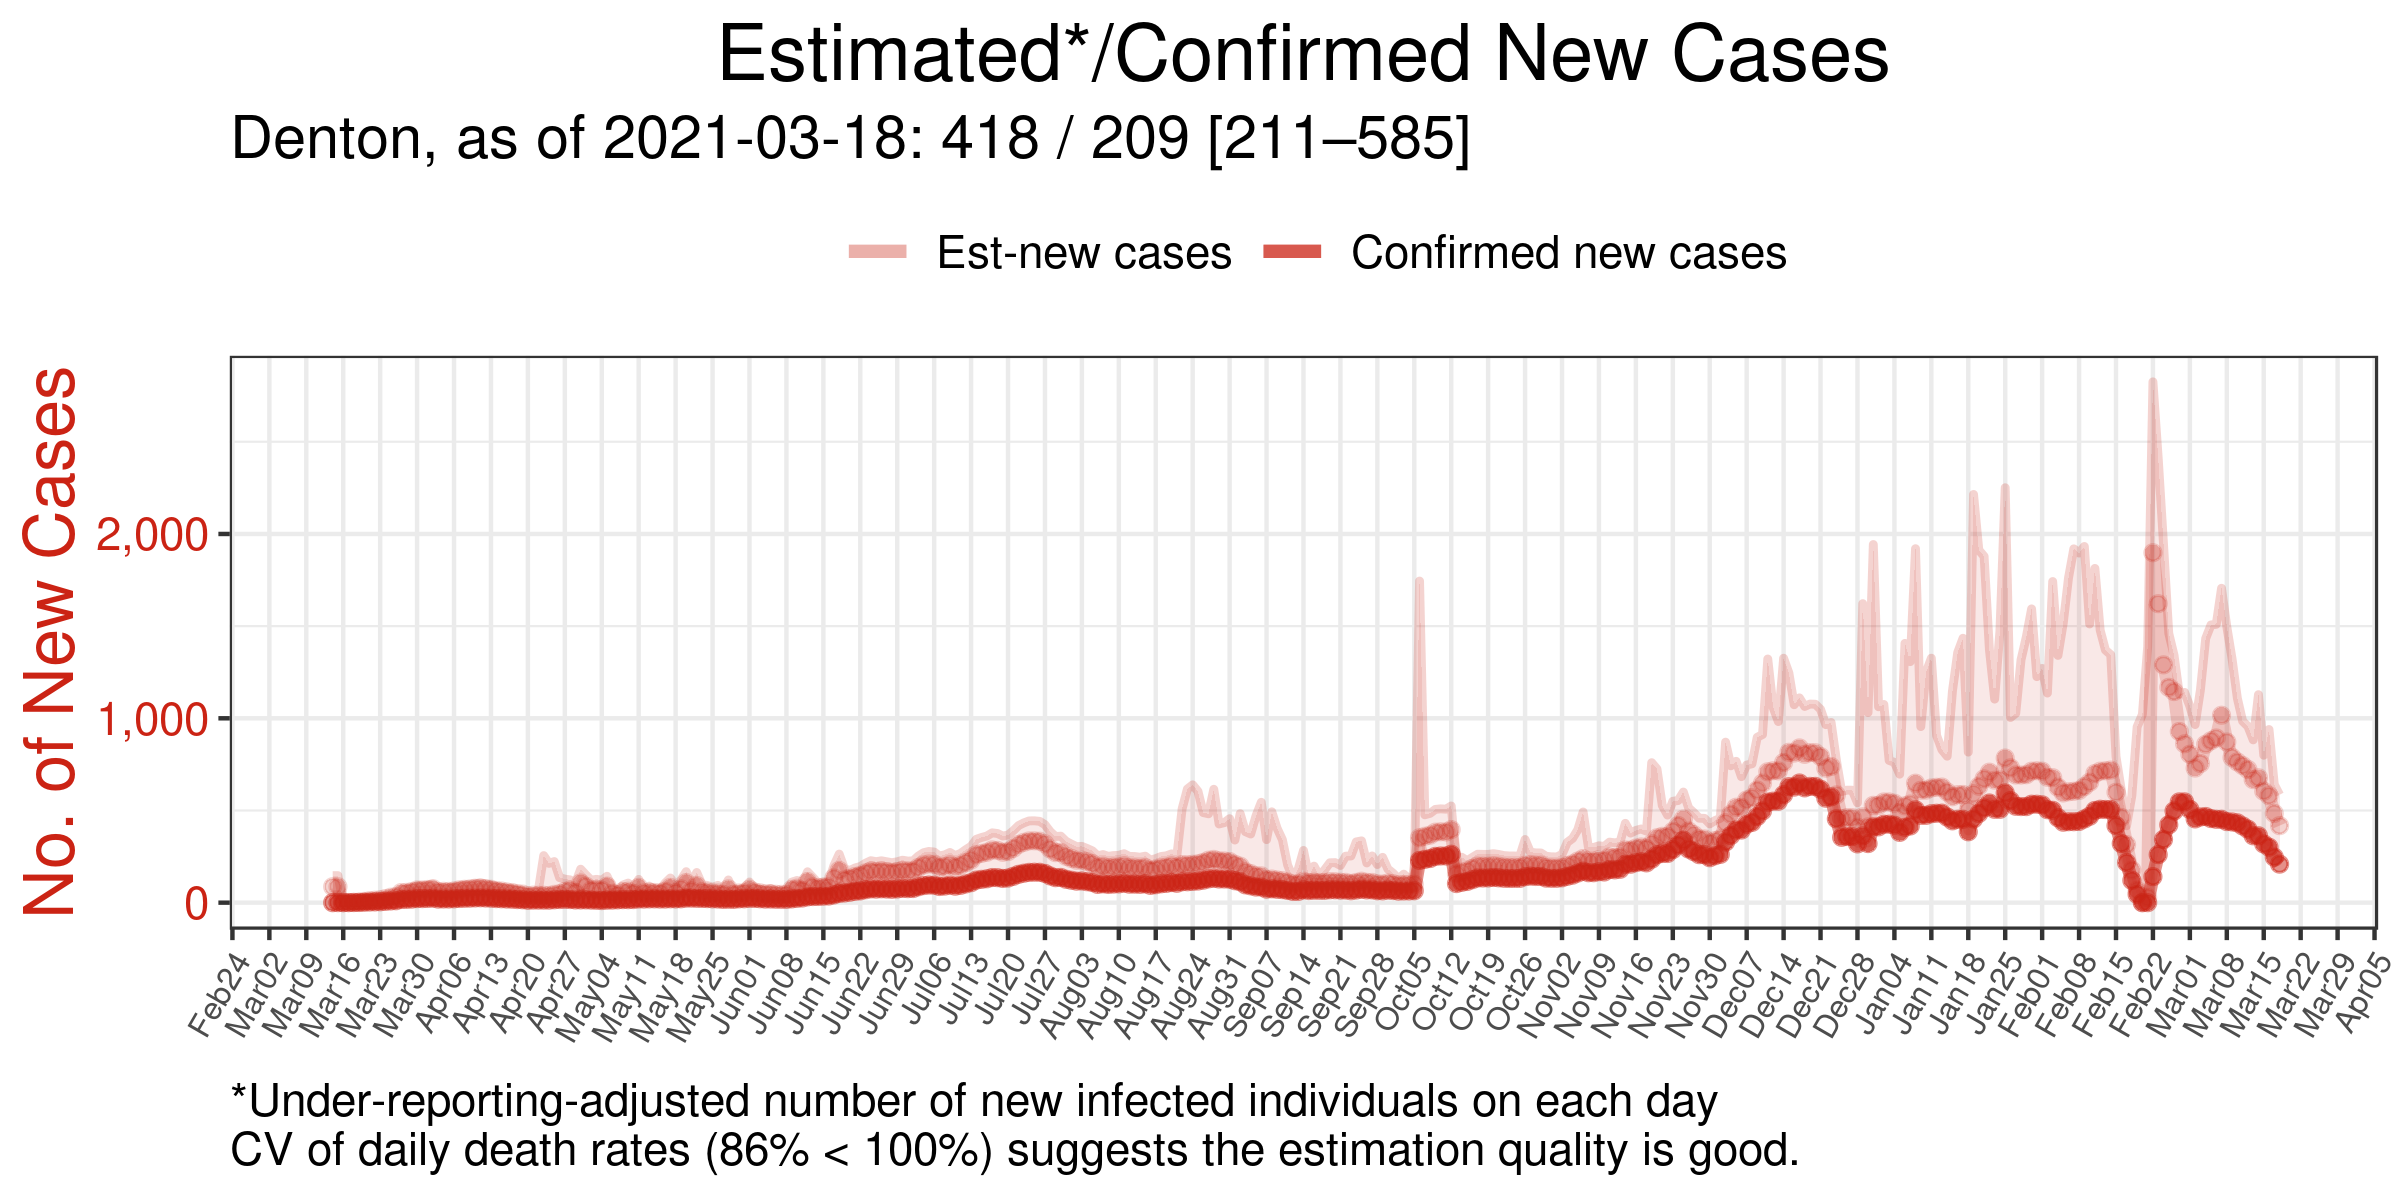 Estimated*/Confirmed New Cases
Denton, as of 2021-03-18: 418 / 209 [211–585]
Est-new cases Confirmed new cases
No. of New Cases
2,000
1,000
0
Feb24 Mar02 Mar09 Mar16 Mar23 Mar30 Apr06 Apr13 Apr20 Apr27 May04 May11 May18 May25 Jun01 Jun08 Jun15 Jun22 Jun29 Jul06 Jul13 Jul20 Jul27 Aug03 Aug10 Aug17 Aug24 Aug31 Sep07 Sep14 Sep21 Sep28 Oct05 Oct12 Oct19 Oct26 Nov02 Nov09 Nov16 Nov23 Nov30 Dec07 Dec14 Dec21 Dec28 Jan04 Jan11 Jan18 Jan25 Feb01 Feb08 Feb15 Feb22 Mar01 Mar08 Mar15 Mar22 Mar29 Apr05
*Under-reporting-adjusted number of new infected individuals on each day
CV of daily death rates (86% < 100%) suggests the estimation quality is good.